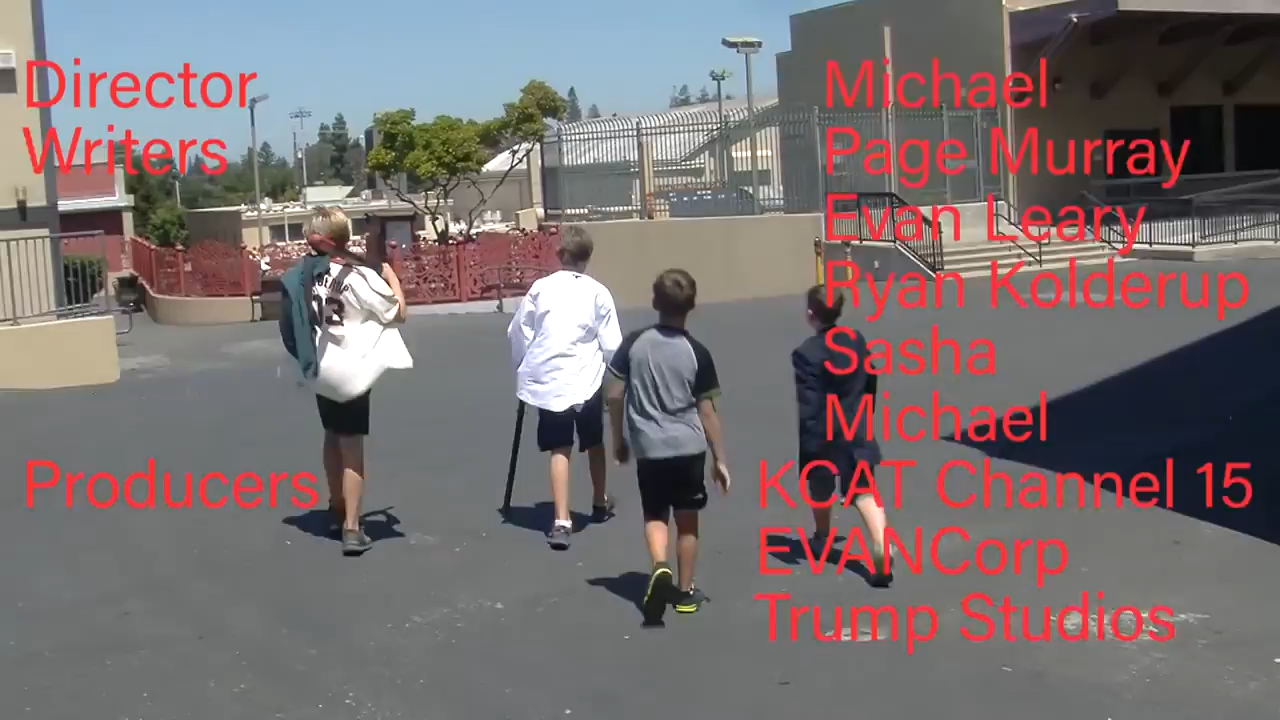 Director Michael
Writers Page Murray
Evan Leary
Ryan Kolderup
Sasha
Michael
Producers KCAT Channel 15
EVANCorp
Trump Studios